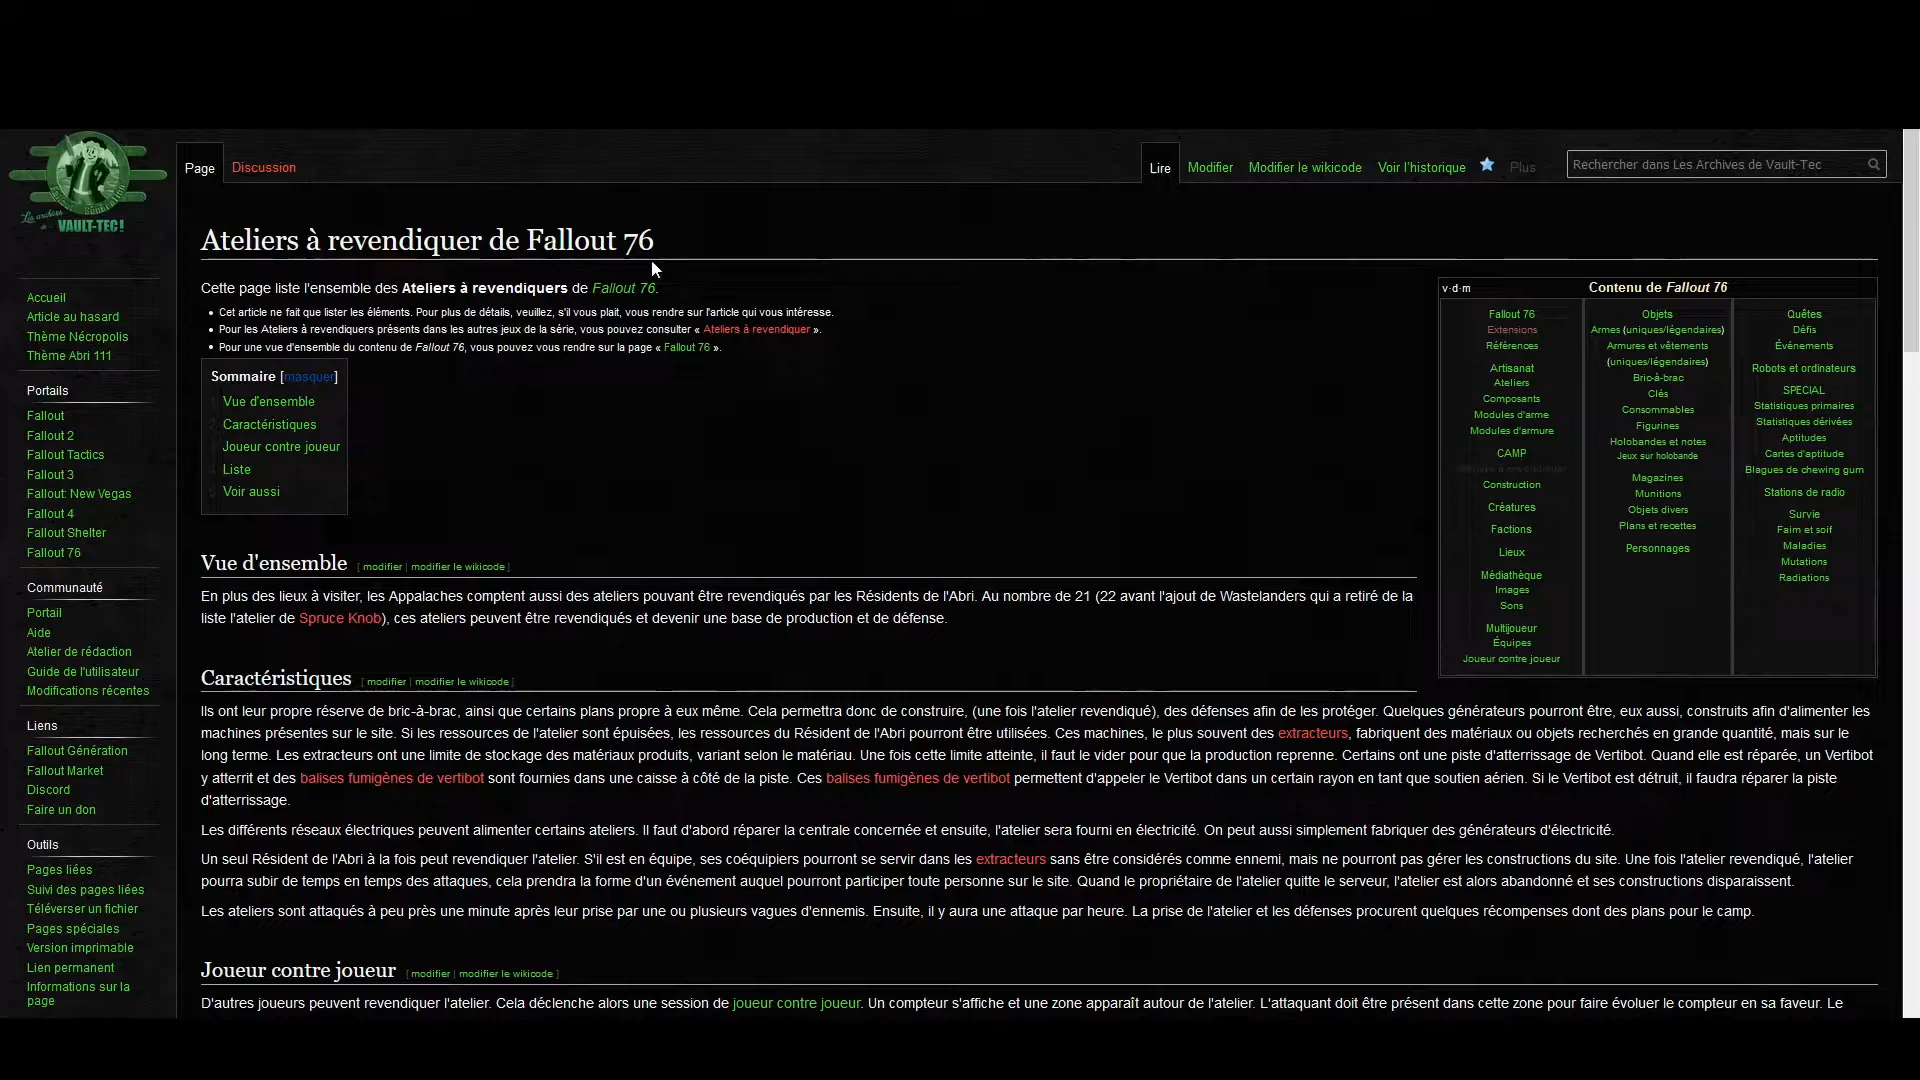 VAULT-TEC!
Page
Discussion
Lire
Modifier
Modifier le wikicode
Voir l'historique
Plus
Rechercher dans Les Archives de Vault-Tec
Accueil
Article au hasard
Thème Nécropolis
Thème Abri 111
Portails
Fallout
Fallout 2
Fallout Tactics
Fallout 3
Fallout: New Vegas
Fallout 4
Fallout Shelter
Fallout 76
Communauté
Portail
Aide
Atelier de rédaction
Guide de l'utilisateur
Modifications récentes
Liens
Fallout Génération
Fallout Market
Discord
Faire un don
Outils
Pages liées
Suivi des pages liées
Téléverser un fichier
Pages spéciales
Version imprimable
Lien permanent
Informations sur la
page
Ateliers à revendiquer de Fallout 76
Cette page liste l'ensemble des Ateliers à revendiquers de Fallout 76.
• Cet article ne fait que lister les éléments. Pour plus de détails, veuillez, s'il vous plait, vous rendre sur l'article qui vous intéresse.
• Pour les Ateliers à revendiquers présents dans les autres jeux de la série, vous pouvez consulter « Ateliers à revendiquer ».
• Pour une vue d'ensemble du contenu de Fallout 76, vous pouvez vous rendre sur la page « Fallout 76 ».
Sommaire [masquer]
Vue d'ensemble
Caractéristiques
Joueur contre joueur
Liste
Voir aussi
v·d·m
Contenu de Fallout 76
Fallout 76
Extensions
Références
Artisanat
Ateliers
Composants
Modules d'arme
Modules d'armure
CAMP
Construction
Créatures
Factions
Lieux
Médiathèque
Images
Sons
Multijoueur
Équipes
Joueur contre joueur
Objets
Armes (uniques/légendaires)
Armures et vêtements
(uniques/légendaires)
Bric-à-brac
Clés
Consommables
Figurines
Holobandes et notes
Jeux sur holobande
Magazines
Munitions
Objets divers
Plans et recettes
Personnages
Quêtes
Défis
Événements
Robots et ordinateurs
SPECIAL
Statistiques primaires
Statistiques dérivées
Aptitudes
Cartes d'aptitude
Blagues de chewing gum
Stations de radio
Survie
Faim et soif
Maladies
Mutations
Radiations
Vue d'ensemble [ modifier | modifier le wikicode ]
En plus des lieux à visiter, les Appalaches comptent aussi des ateliers pouvant être revendiqués par les Résidents de l'Abri. Au nombre de 21 (22 avant l'ajout de Wastelanders qui a retiré de la
liste l'atelier de Spruce Knob), ces ateliers peuvent être revendiqués et devenir une base de production et de défense.
Caractéristiques [ modifier | modifier le wikicode ]
Ils ont leur propre réserve de bric-à-brac, ainsi que certains plans propre à eux même. Cela permettra donc de construire, (une fois l'atelier revendiqué), des défenses afin de les protéger. Quelques générateurs pourront être, eux aussi, construits afin d'alimenter les
machines présentes sur le site. Si les ressources de l'atelier sont épuisées, les ressources du Résident de l'Abri pourront être utilisées. Ces machines, le plus souvent des extracteurs, fabriquent des matériaux ou objets recherchés en grande quantité, mais sur le
long terme. Les extracteurs ont une limite de stockage des matériaux produits, variant selon le matériau. Une fois cette limite atteinte, il faut le vider pour que la production reprenne. Certains ont une piste d'atterrissage de Vertibot. Quand elle est réparée, un Vertibot
y atterrit et des balises fumigènes de vertibot sont fournies dans une caisse à côté de la piste. Ces balises fumigènes de vertibot permettent d'appeler le Vertibot dans un certain rayon en tant que soutien aérien. Si le Vertibot est détruit, il faudra réparer la piste
d'atterrissage.
Les différents réseaux électriques peuvent alimenter certains ateliers. Il faut d'abord réparer la centrale concernée et ensuite, l'atelier sera fourni en électricité. On peut aussi simplement fabriquer des générateurs d'électricité.
Un seul Résident de l'Abri à la fois peut revendiquer l'atelier. S'il est en équipe, ses coéquipiers pourront se servir dans les extracteurs sans être considérés comme ennemi, mais ne pourront pas gérer les constructions du site. Une fois l'atelier revendiqué, l'atelier
pourra subir de temps en temps des attaques, cela prendra la forme d'un événement auquel pourront participer toute personne sur le site. Quand le propriétaire de l'atelier quitte le serveur, l'atelier est alors abandonné et ses constructions disparaissent.
Les ateliers sont attaqués à peu près une minute après leur prise par une ou plusieurs vagues d'ennemis. Ensuite, il y aura une attaque par heure. La prise de l'atelier et les défenses procurent quelques récompenses dont des plans pour le camp.
Joueur contre joueur [ modifier | modifier le wikicode ]
D'autres joueurs peuvent revendiquer l'atelier. Cela déclenche alors une session de joueur contre joueur. Un compteur s'affiche et une zone apparaît autour de l'atelier. L'attaquant doit être présent dans cette zone pour faire évoluer le compteur en sa faveur. Le